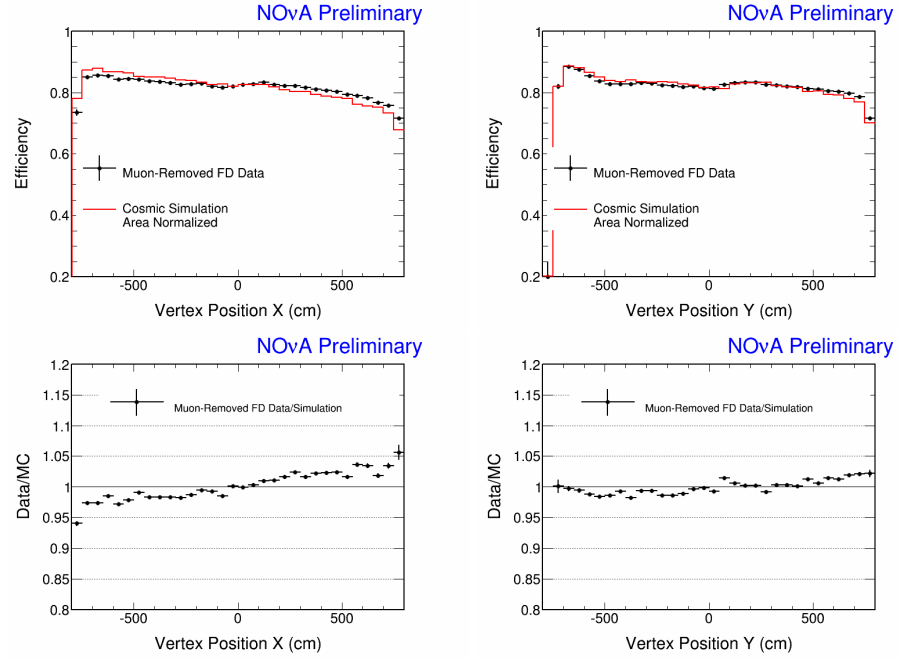 NOνA Preliminary
1
0.8
0.6
0.4
0.2
Efficiency
Muon-Removed FD Data
Cosmic Simulation
Area Normalized
-500
0
500
Vertex Position X (cm)
NOνA Preliminary
1
0.8
0.6
0.4
0.2
Efficiency
Muon-Removed FD Data
Cosmic Simulation
Area Normalized
-500
0
500
Vertex Position Y (cm)
NOνA Preliminary
1.2
1.15
1.1
1.05
1
0.95
0.9
0.85
0.8
Data/MC
Muon-Removed FD Data/Simulation
-500
0
500
Vertex Position X (cm)
NOνA Preliminary
1.2
1.15
1.1
1.05
1
0.95
0.9
0.85
0.8
Data/MC
Muon-Removed FD Data/Simulation
-500
0
500
Vertex Position Y (cm)